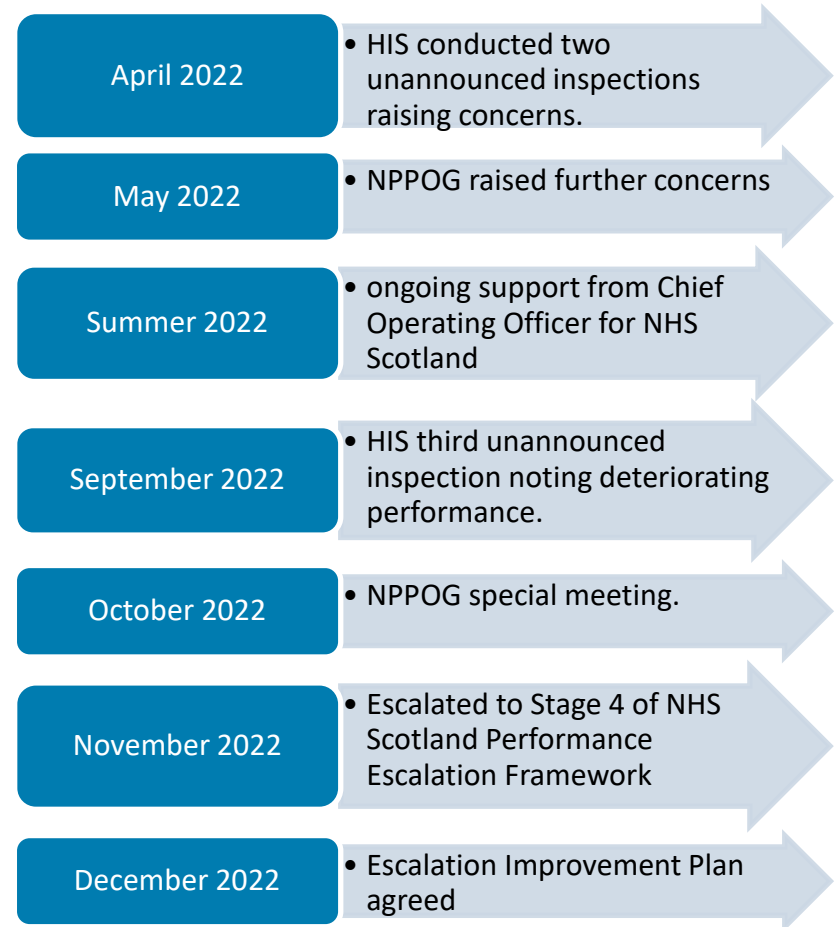 April 2022
• HIS conducted two
unannounced inspections
raising concerns.
May 2022
• NPPOG raised further concerns
Summer 2022
• ongoing support from Chief
Operating Officer for NHS
Scotland
September 2022
• HIS third unannounced
inspection noting deteriorating
performance.
October 2022
• NPPOG special meeting.
November 2022
• Escalated to Stage 4 of NHS
Scotland Performance
Escalation Framework
December 2022
• Escalation Improvement Plan
agreed